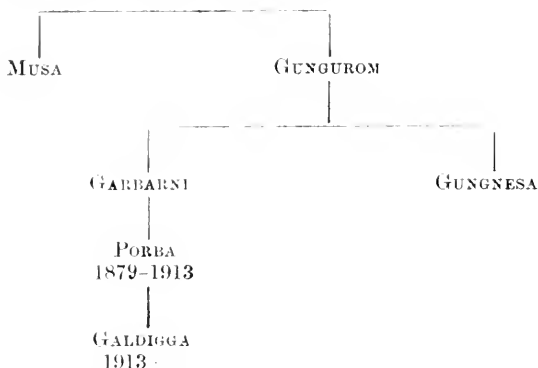 MUSA GUNGUROM
GARBARNI GUNGNESA
PORBA
1879–1913
GALDIGGA
1913 -